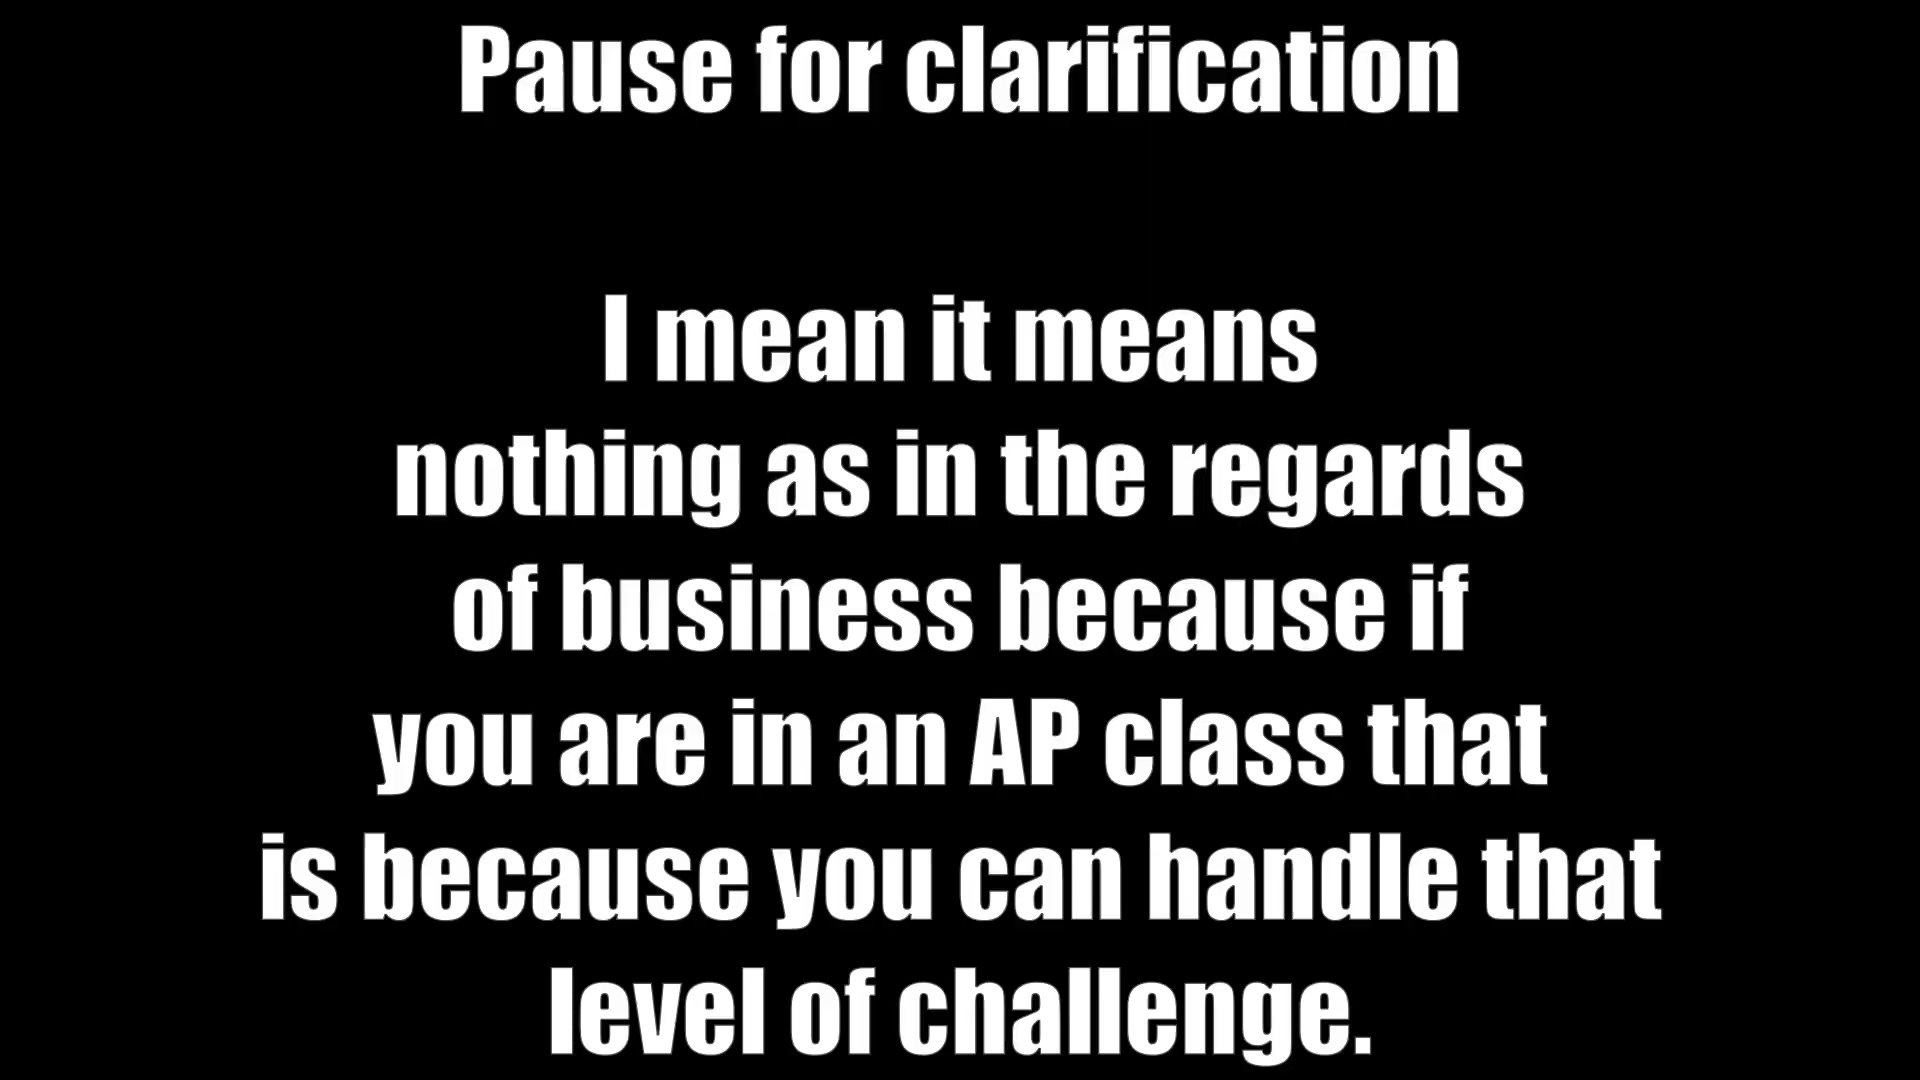 Pause for clarification
I mean it means
nothing as in the regards
of business because if
you are in an AP class that
is because you can handle that
level of challenge.